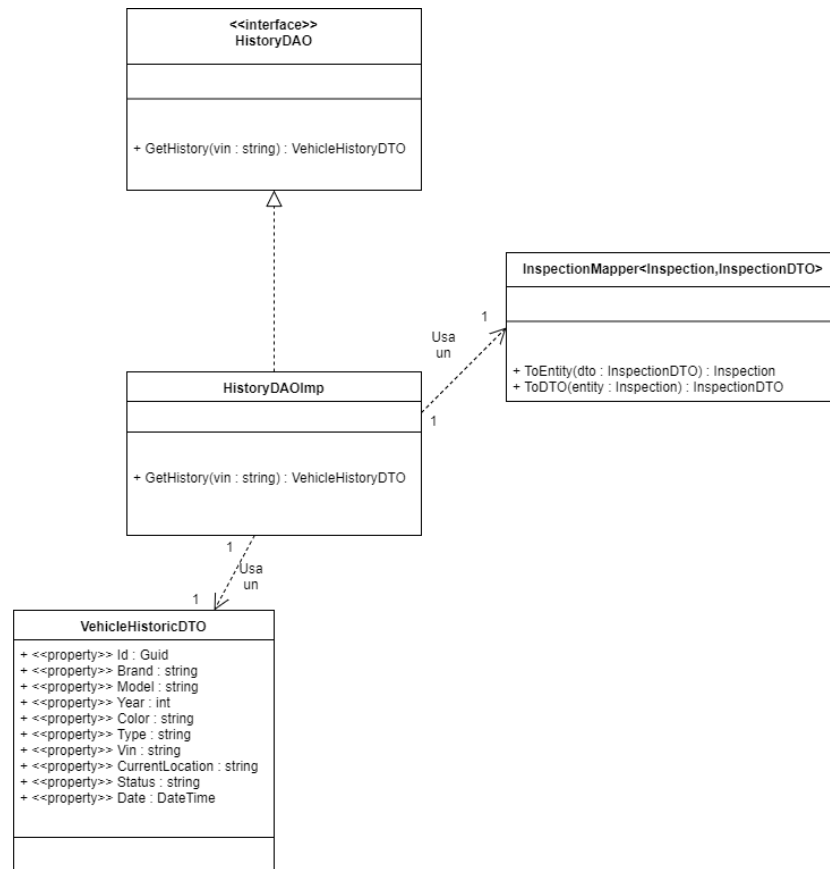 <<interface>>
HistoryDAO
+ GetHistory(vin : string) : VehicleHistoryDTO
InspectionMapper<Inspection,InspectionDTO>
1
Usa
un
+ ToEntity(dto : InspectionDTO) : Inspection
+ ToDTO(entity : Inspection) : InspectionDTO
HistoryDAOImp
1
+ GetHistory(vin : string) : VehicleHistoryDTO
1
Usa
un
1
VehicleHistoricDTO
+ <<property>> Id : Guid
+ <<property>> Brand : string
+ <<property>> Model : string
+ <<property>> Year : int
+ <<property>> Color : string
+ <<property>> Type : string
+ <<property>> Vin : string
+ <<property>> CurrentLocation : string
+ <<property>> Status : string
+ <<property>> Date : DateTime